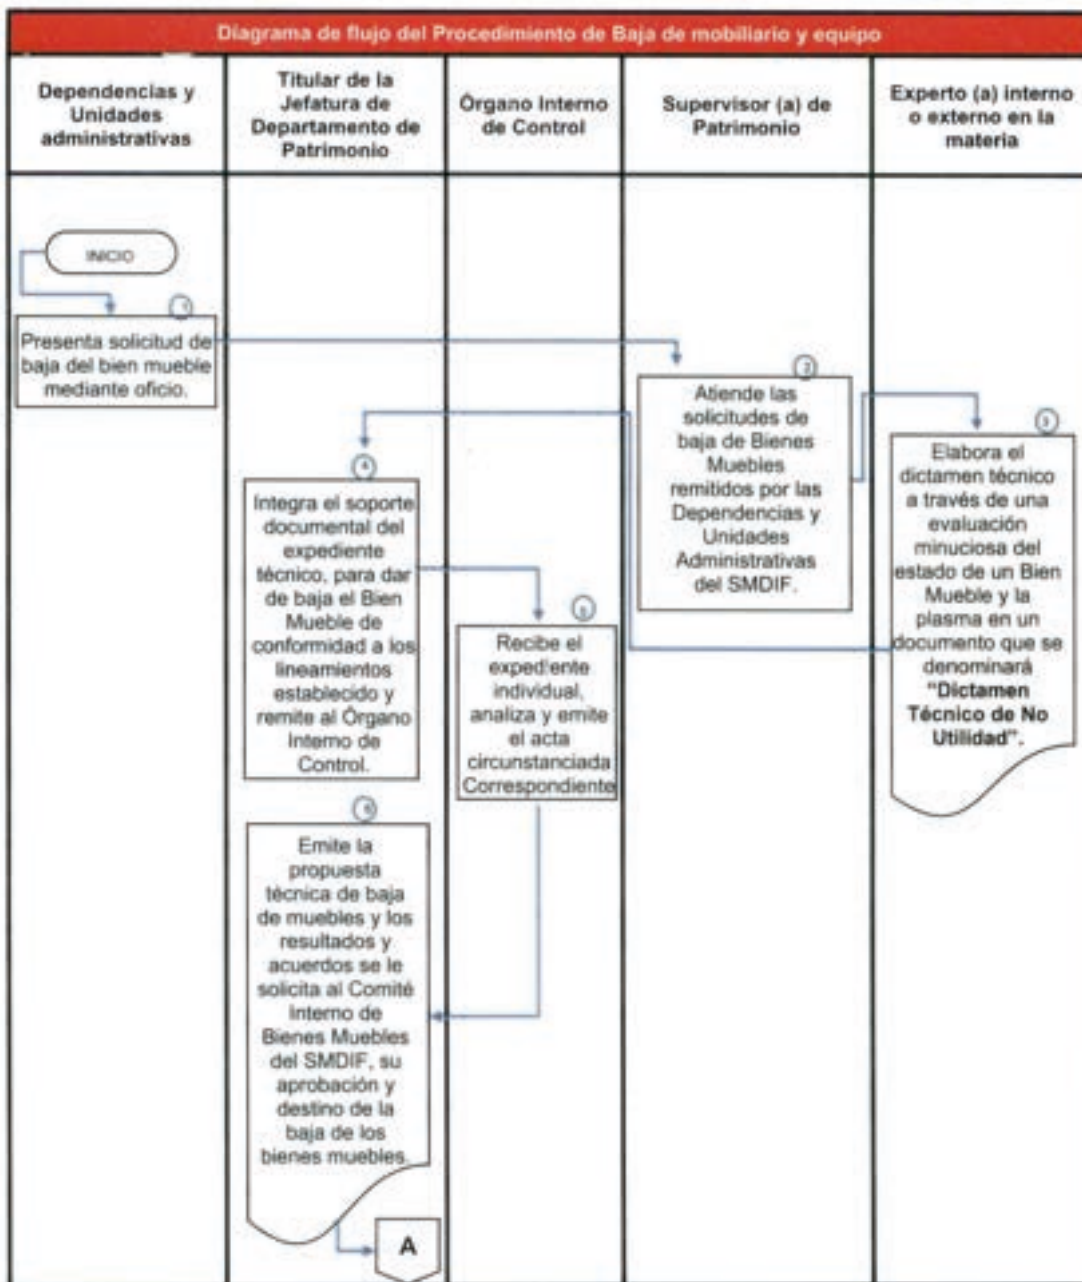 Diagrama de flujo del Procedimiento de Baja de mobiliario y equipo
Dependencias y
Unidades
administrativas
Titular de la
Jefatura de
Departamento de
Patrimonio
Órgano Interno
de Control
Supervisor (a) de
Patrimonio
Experto (a) interno
o externo en la
materia
INICIO
1
Presenta solicitud de
baja del bien mueble
mediante oficio.
2
Atiende las
solicitudes de
baja de Bienes
Muebles
remitidos por las
Dependencias y
Unidades
Administrativas
del SMDIF.
3
Elabora el
dictamen técnico
a través de una
evaluación
minuciosa del
estado de un Bien
Mueble y la
plasma en un
documento que se
denominará
"Dictamen
Técnico de No
Utilidad".
4
Integra el soporte
documental del
expediente
técnico, para dar
de baja el Bien
Mueble de
conformidad a los
lineamientos
establecido y
remite al Órgano
Interno de
Control.
5
Recibe el
expediente
individual,
analiza y emite
el acta
circunstanciada
Correspondiente
6
Emite la
propuesta
técnica de baja
de muebles y los
resultados y
acuerdos se le
solicita al Comité
Interno de
Bienes Muebles
del SMDIF, su
aprobación y
destino de la
baja de los
bienes muebles.
A